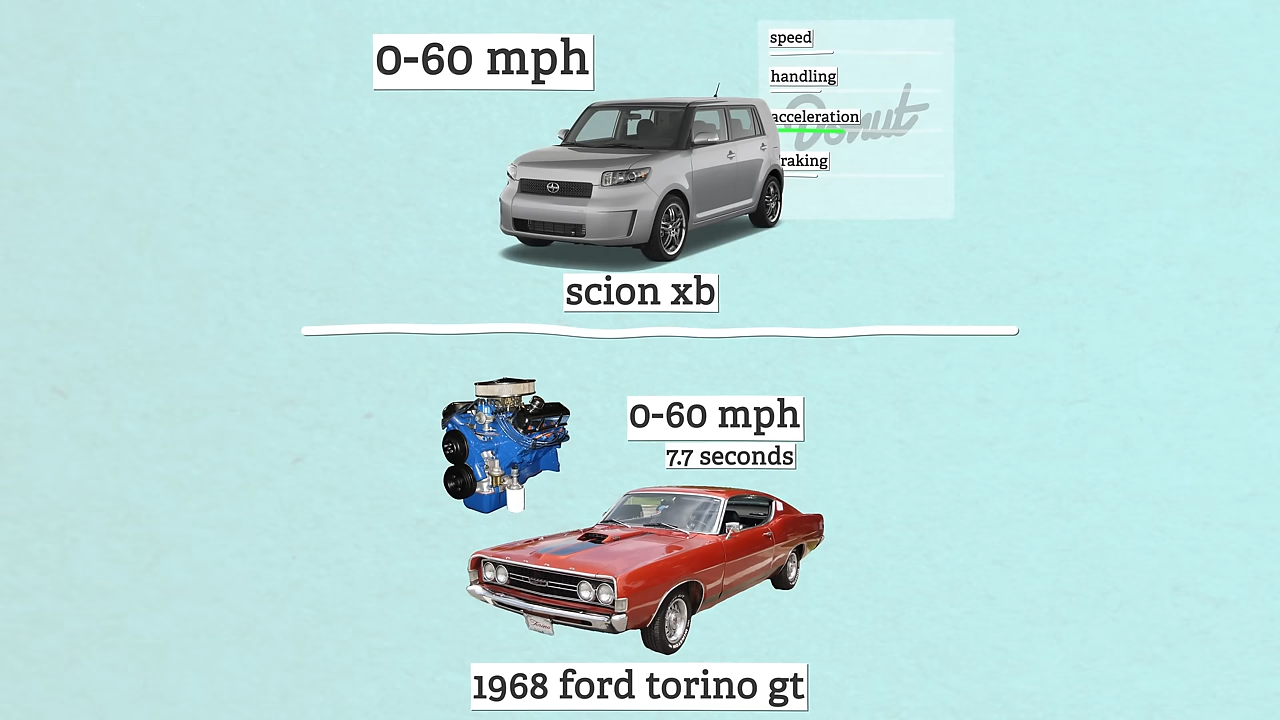 0-60 mph
speed
handling
acceleration
raking
Donut
scion xb
0-60 mph
7.7 seconds
1968 ford torino gt